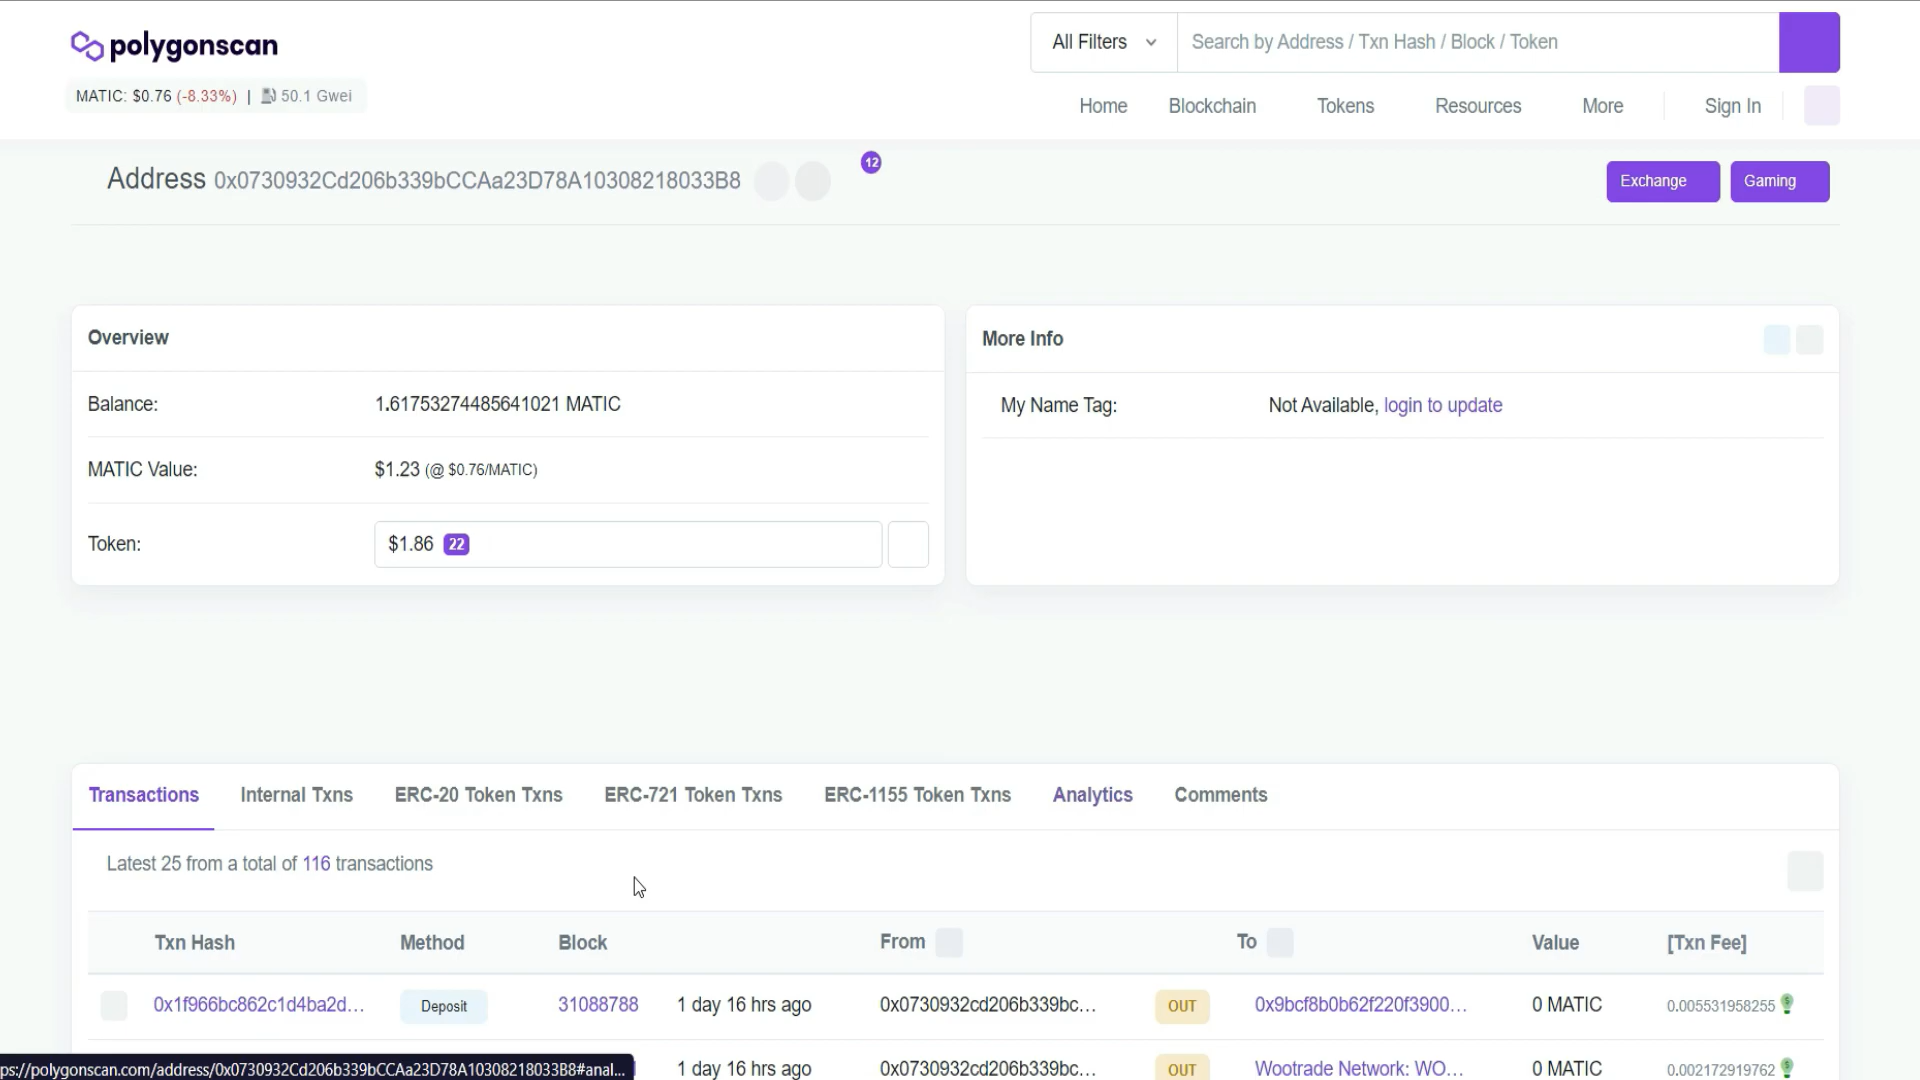 polygonscan
MATIC: $0.76 (-8.33%) | 50.1 Gwei
All Filters
Search by Address / Txn Hash / Block / Token
Home Blockchain Tokens Resources More Sign In
Address 0x0730932Cd206b339bCCAa23D78A10308218033B8
12
Exchange Gaming
Overview
Balance: 1.61753274485641021 MATIC
MATIC Value: $1.23 (@ $0.76/MATIC)
Token: $1.86 22
More Info
My Name Tag: Not Available, login to update
Transactions Internal Txns ERC-20 Token Txns ERC-721 Token Txns ERC-1155 Token Txns Analytics Comments
Latest 25 from a total of 116 transactions
Txn Hash Method Block From To Value [Txn Fee]
0x1f966bc862c1d4ba2d... Deposit 31088788 1 day 16 hrs ago 0x0730932cd206b339bc... OUT 0x9bcf8b0b62f220f3900... 0 MATIC 0.005531958255
1 day 16 hrs ago 0x0730932cd206b339bc... OUT Wootrade Network: WO... 0 MATIC 0.002172919762
ps://polygonscan.com/address/0x0730932Cd206b339bCCAa23D78A10308218033B8#anal...